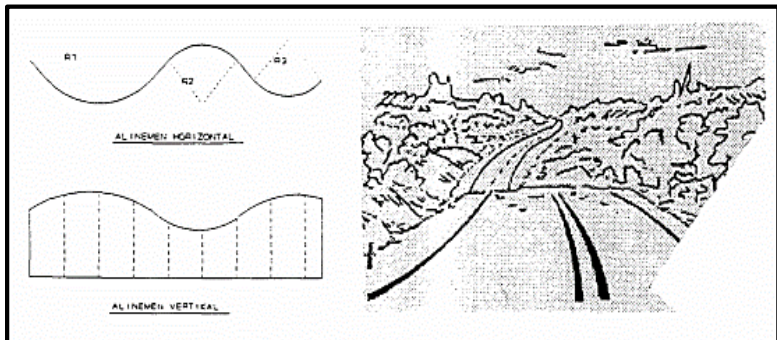 R1
R2
R3
ALINEMEN HORIZONTAL
ALINEMEN VERTIKAL